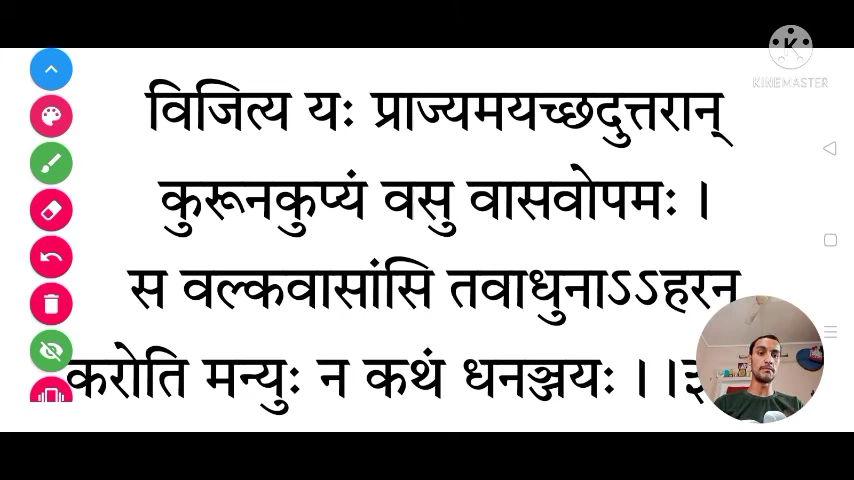 KINEMASTER
विजित्य यः प्राज्यमयच्छदुत्तरान्
कुरूनकुप्यं वसु वासवोपमः ।
स वल्कवासांसि तवाधुनाऽऽहरन
करोति मन्युः न कथं धनञ्जयः ।।